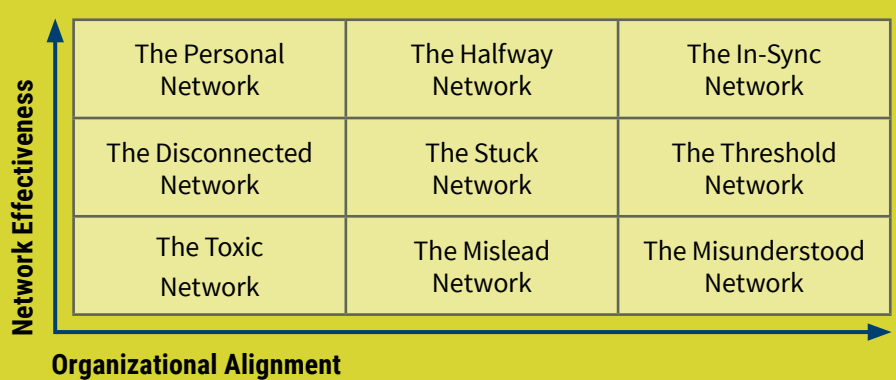 Network Effectiveness
The Personal
Network
The Halfway
Network
The In-Sync
Network
The Disconnected
Network
The Stuck
Network
The Threshold
Network
The Toxic
Network
The Mislead
Network
The Misunderstood
Network
Organizational Alignment